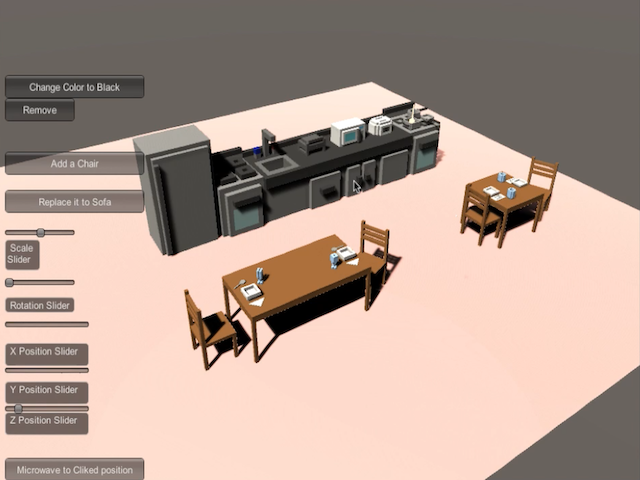 Change Color to Black
Remove
Add a Chair
Replace it to Sofa
Scale
Slider
Rotation Slider
X Position Slider
Y Position Slider
Z Position Slider
Microwave to Cliked position